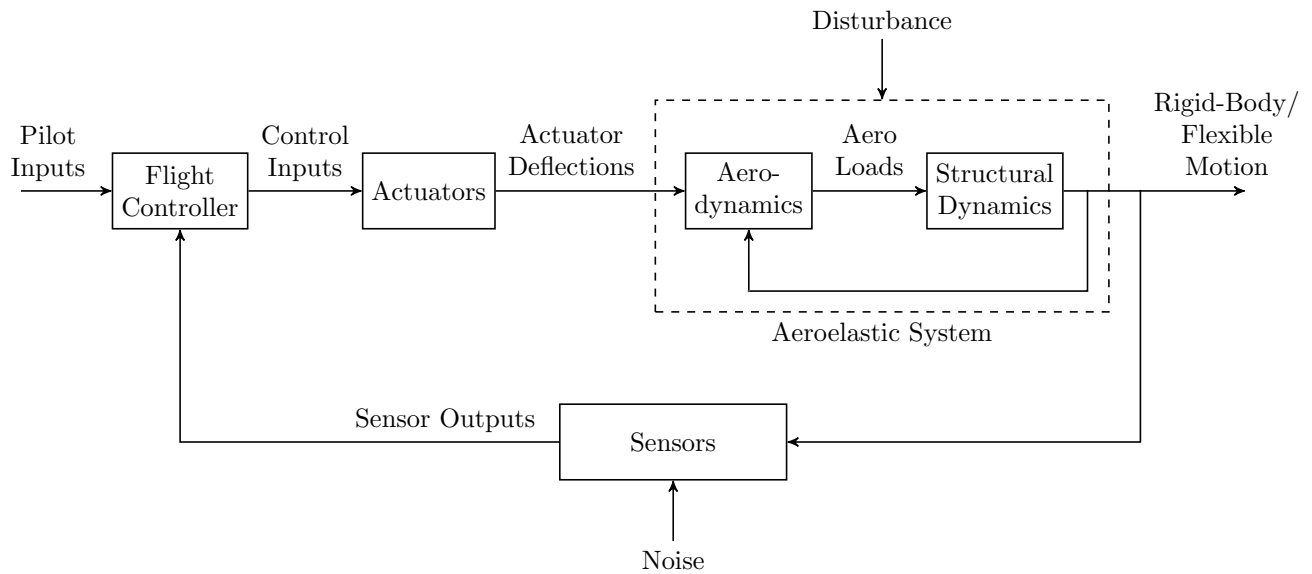 Disturbance
Pilot
Inputs
Flight
Controller
Control
Inputs
Actuators
Actuator
Deflections
Aero-
dynamics
Aero
Loads
Structural
Dynamics
Rigid-Body/
Flexible
Motion
Aeroelastic System
Sensor Outputs
Sensors
Noise